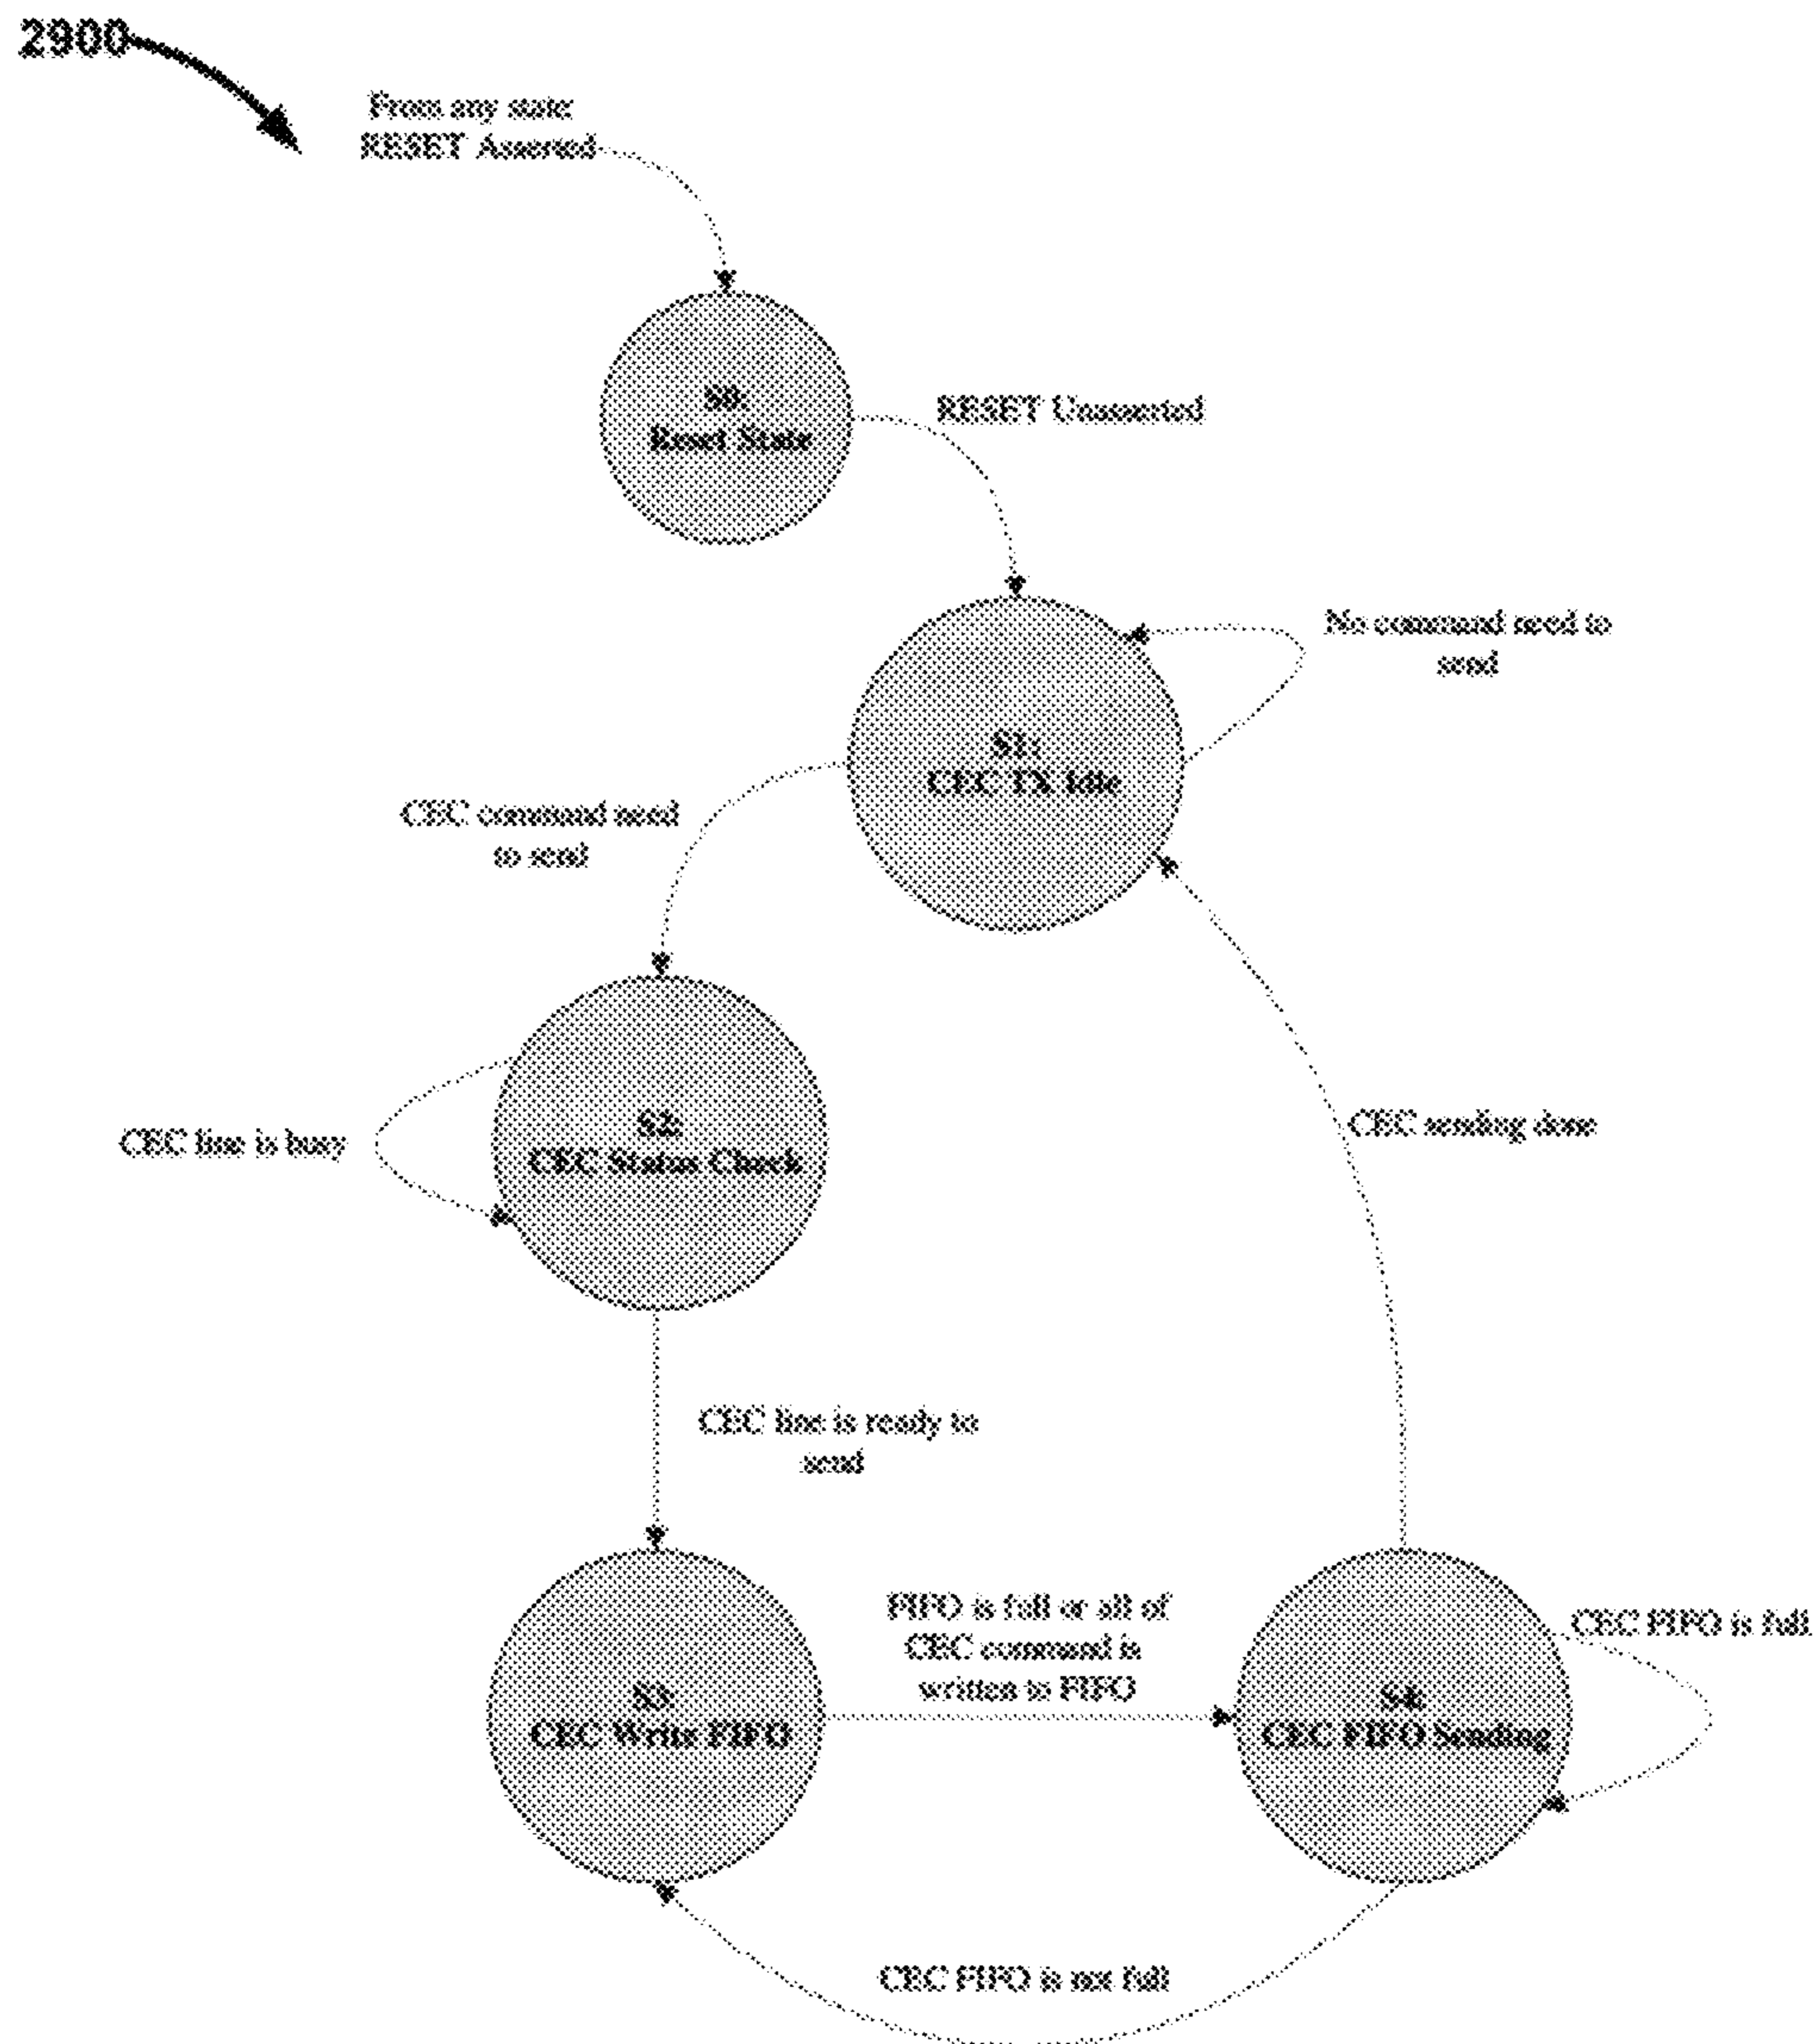 2900
From any state
RESET Asserted
S0:
Reset State
RESET Unasserted
No command need to
send
S1:
CEC TX Idle
CEC command need
to send
S2:
CEC Status Check
CEC line is busy
CEC sending done
CEC line is ready to
send
FIFO is full or all of
CEC command is
written to FIFO
CEC FIFO is full
S3:
CEC Write FIFO
S4:
CEC FIFO Sending
CEC FIFO is not full